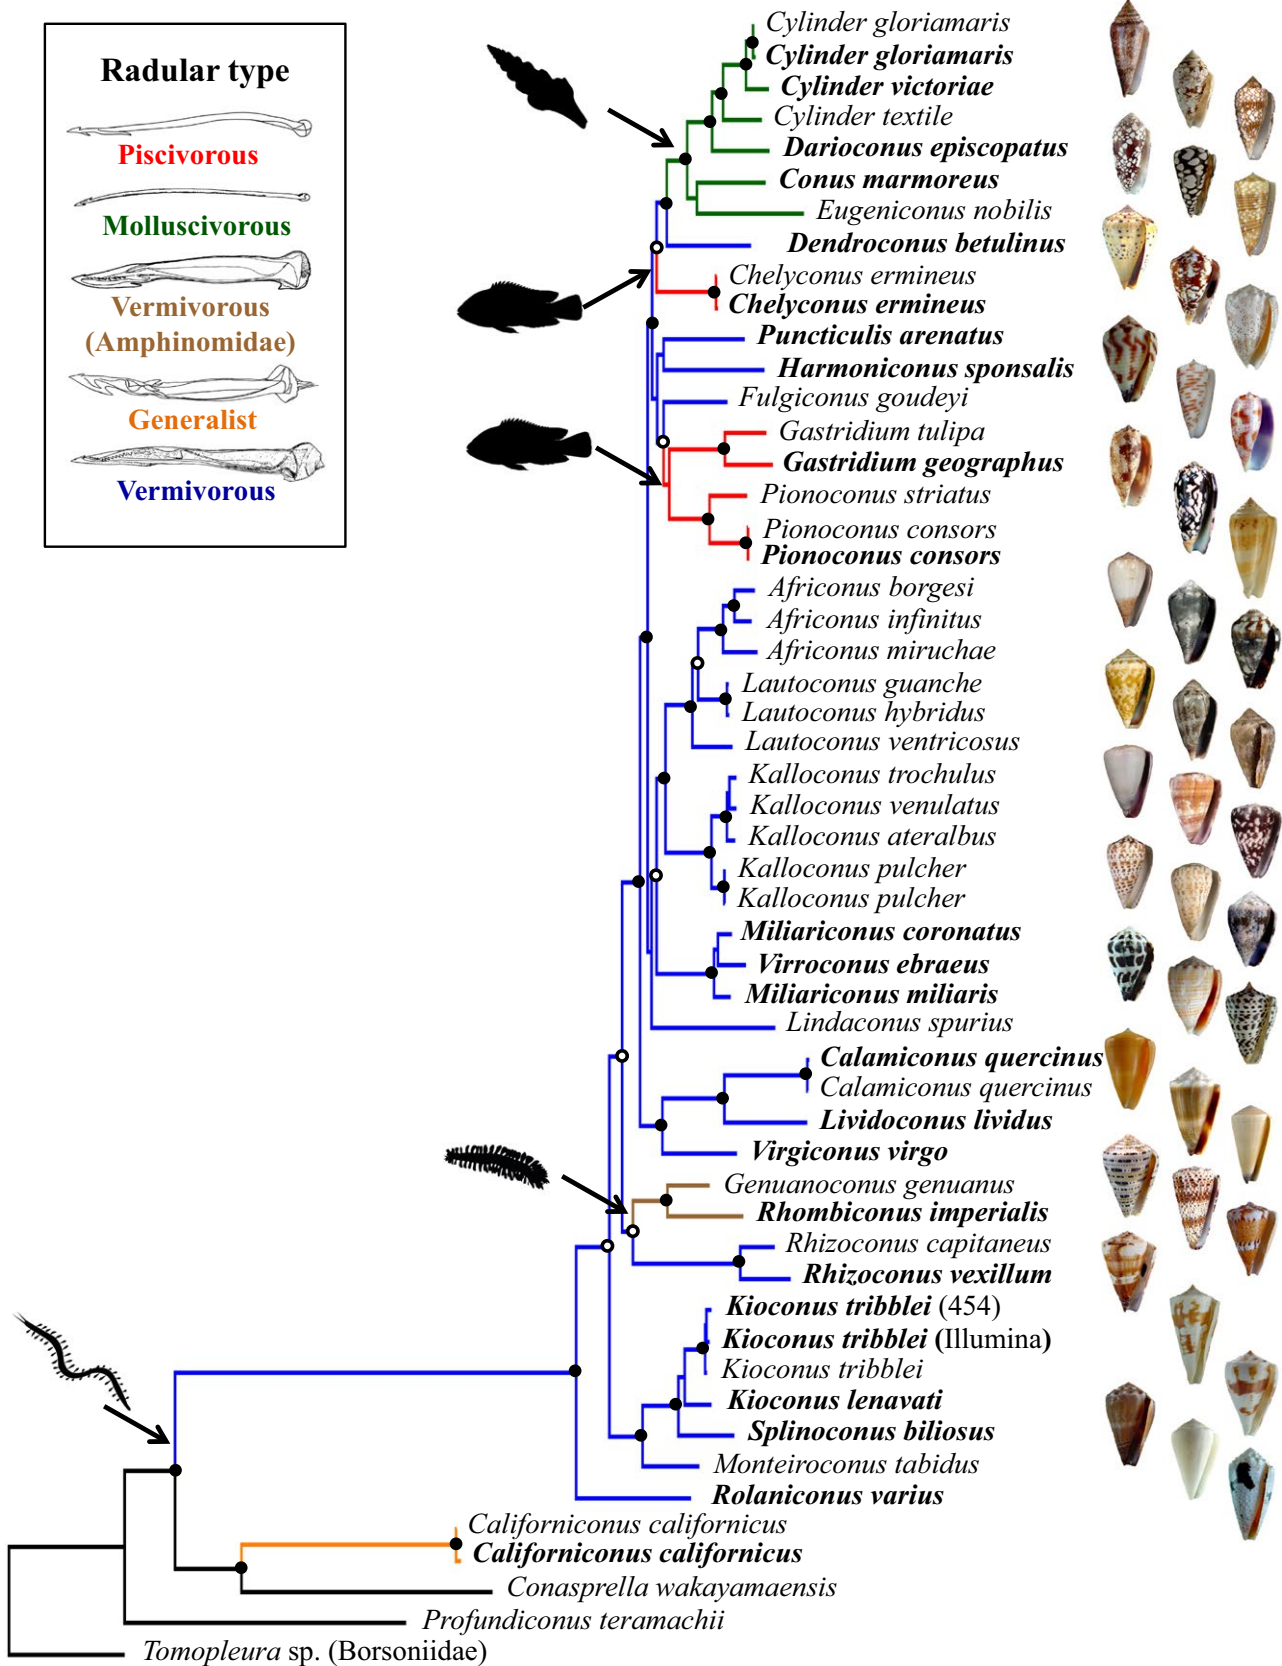 Radular type
Piscivorous
Molluscivorous
Vermivorous
(Amphinomidae)
Generalist
Vermivorous
Cylinder gloriamaris
Cylinder gloriamaris
Cylinder victoriae
Cylinder textile
Darioconus episcopatus
Conus marmoreus
Eugeniconus nobilis
Dendroconus betulinus
Chelyconus ermineus
Chelyconus ermineus
Puncticulis arenatus
Harmoniconus sponsalis
Fulgiconus goudeyi
Gastridium tulipa
Gastridium geographus
Pionoconus striatus
Pionoconus consors
Pionoconus consors
Africonus borgesi
Africonus infinitus
Africonus miruchae
Lautoconus guanche
Lautoconus hybridus
Lautoconus ventricosus
Kalloconus trochulus
Kalloconus venulatus
Kalloconus ateralbus
Kalloconus pulcher
Kalloconus pulcher
Miliariconus coronatus
Virroconus ebraeus
Miliariconus miliaris
Lindaconus spurius
Calamiconus quercinus
Calamiconus quercinus
Lividoconus lividus
Virgiconus virgo
Genuanoconus genuanus
Rhombiconus imperialis
Rhizoconus capitaneus
Rhizoconus vexillum
Kioconus tribblei (454)
Kioconus tribblei (Illumina)
Kioconus tribblei
Kioconus lenavati
Splinoconus biliosus
Monteiroconus tabidus
Rolaniconus varius
Californiconus californicus
Californiconus californicus
Conasprella wakayamaensis
Profundiconus teramachii
Tomopleura sp. (Borsoniidae)